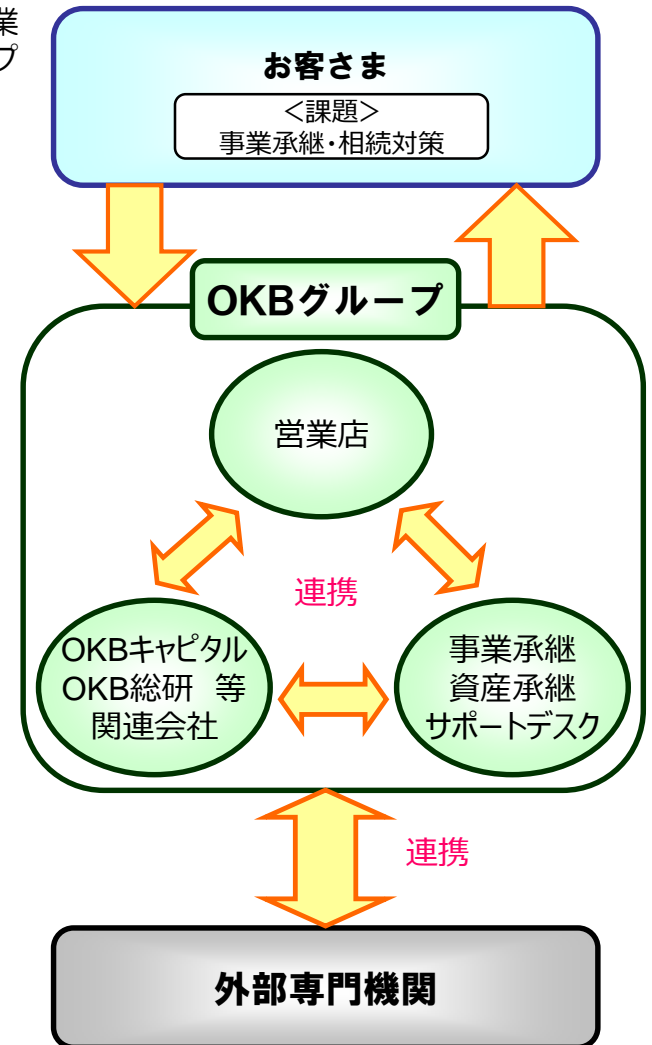 業
プ
お客さま
＜課題＞
事業承継・相続対策
OKBグループ
営業店
連携
OKBキャピタル
OKB総研　等
関連会社
事業承継
資産承継
サポートデスク
連携
外部専門機関